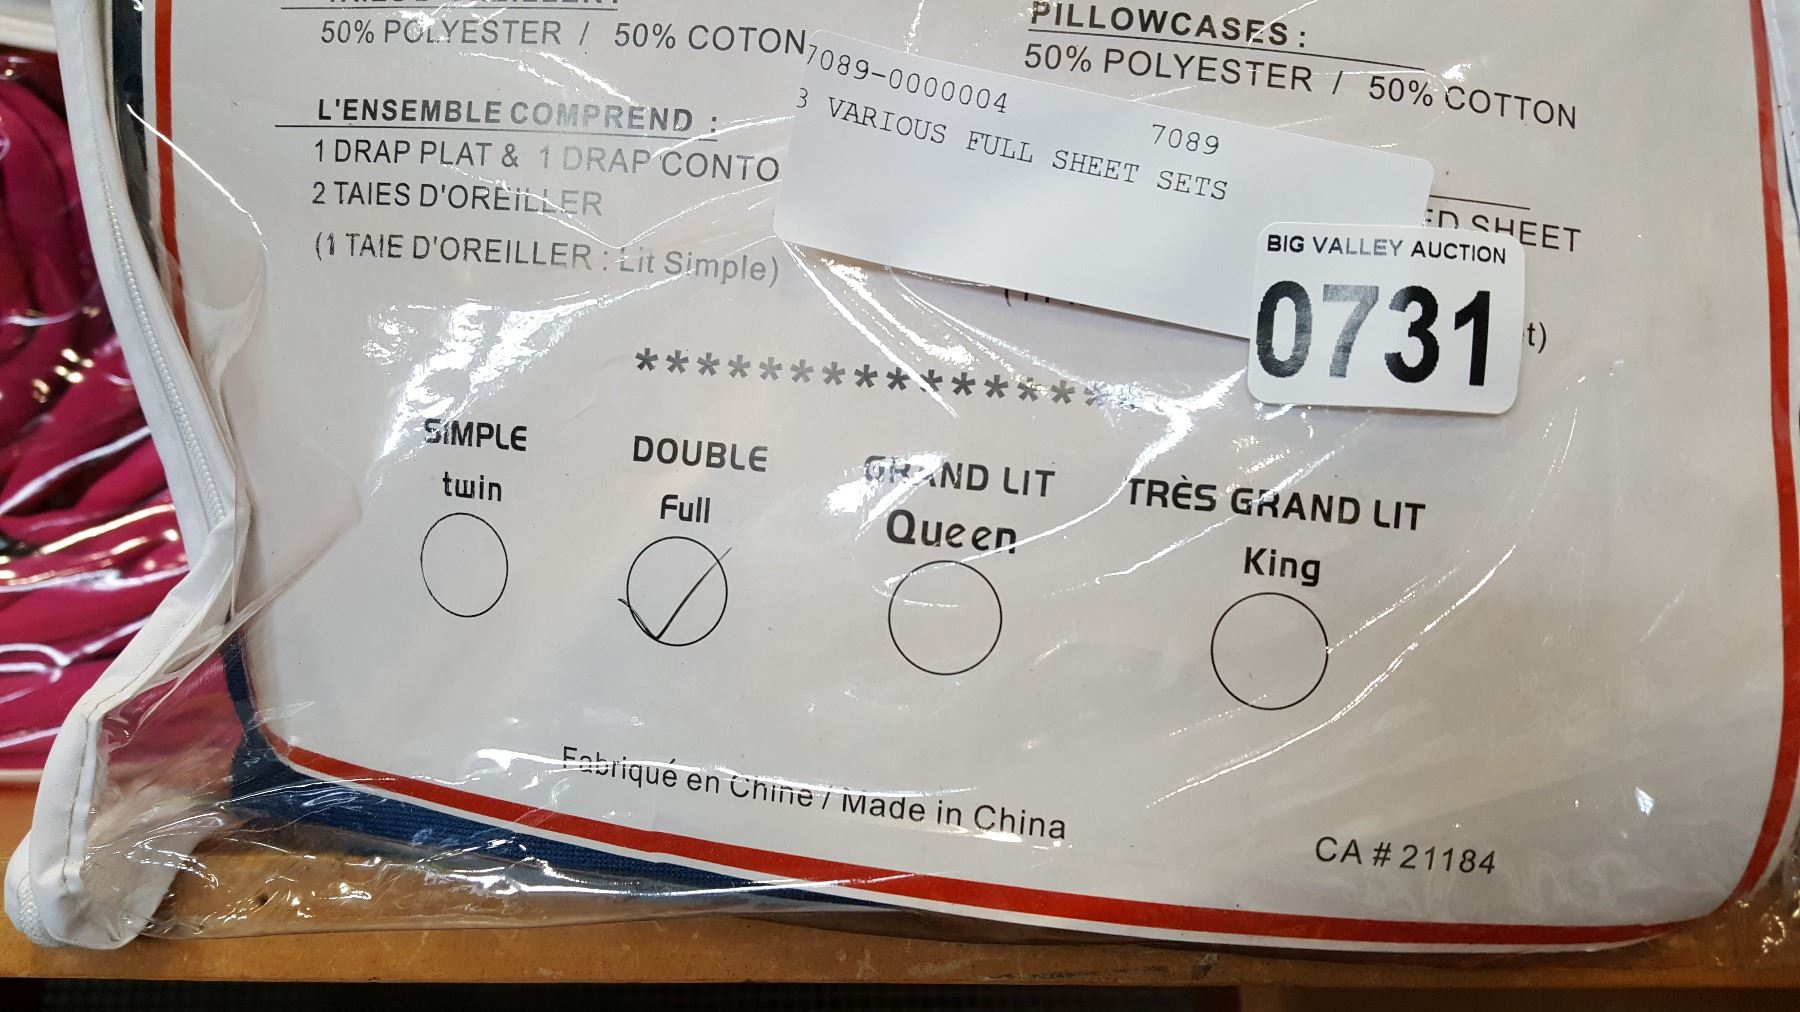 50% POLYESTER / 50% COTON
L'ENSEMBLE COMPREND :
1 DRAP PLAT & 1 DRAP CONTO
2 TAIES D'OREILLER
(1 TAIE D'OREILLER : Lit Simple)
PILLOWCASES :
50% POLYESTER / 50% COTTON
7089-0000004
7089
3 VARIOUS FULL SHEET SETS
SHEET
BIG VALLEY AUCTION
0731
t)
****************
SIMPLE
twin
DOUBLE
Full
GRAND LIT
Queen
TRÈS GRAND LIT
King
Fabriqué en Chine / Made in China
CA # 21184